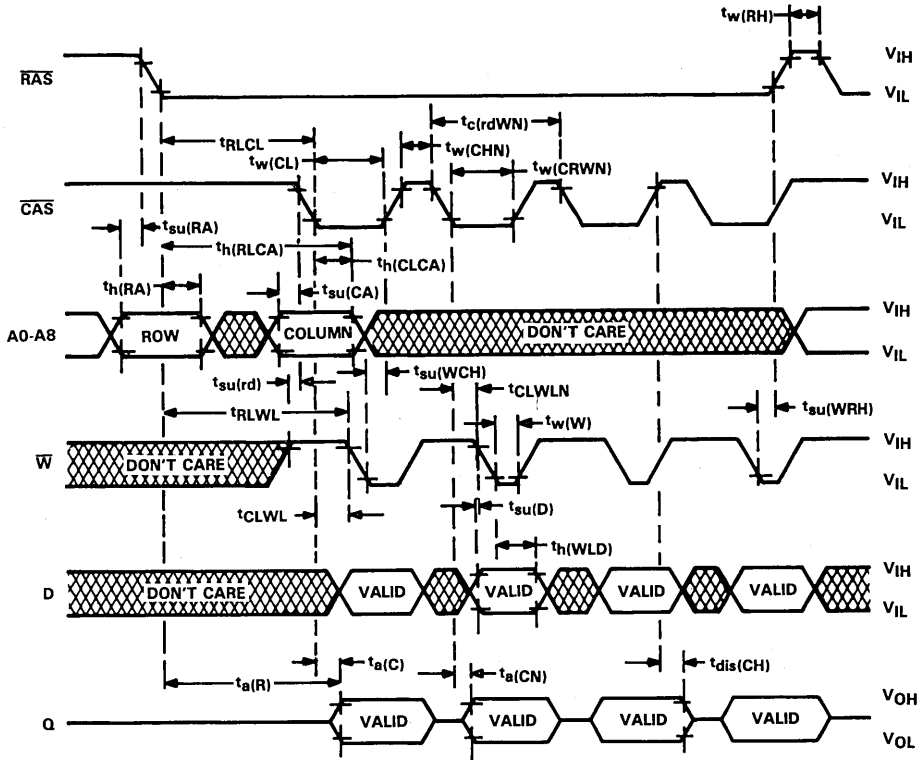 tw(RH)
RAS
VIH
VIL
tRLCL
tc(rdWN)
tw(CL)
tw(CHN)
tw(CRWN)
CAS
VIH
VIL
tsu(RA)
th(RLCA)
th(CLCA)
th(RA)
tsu(CA)
A0-A8
ROW
COLUMN
DON'T CARE
VIH
VIL
tsu(rd)
tsu(WCH)
tCLWLN
tRLWL
tw(W)
tsu(WRH)
W
DON'T CARE
VIH
VIL
tCLWL
tsu(D)
th(WLD)
D
DON'T CARE
VALID
VALID
VALID
VALID
VIH
VIL
ta(C)
ta(CN)
tdis(CH)
ta(R)
Q
VALID
VALID
VALID
VALID
VOH
VOL